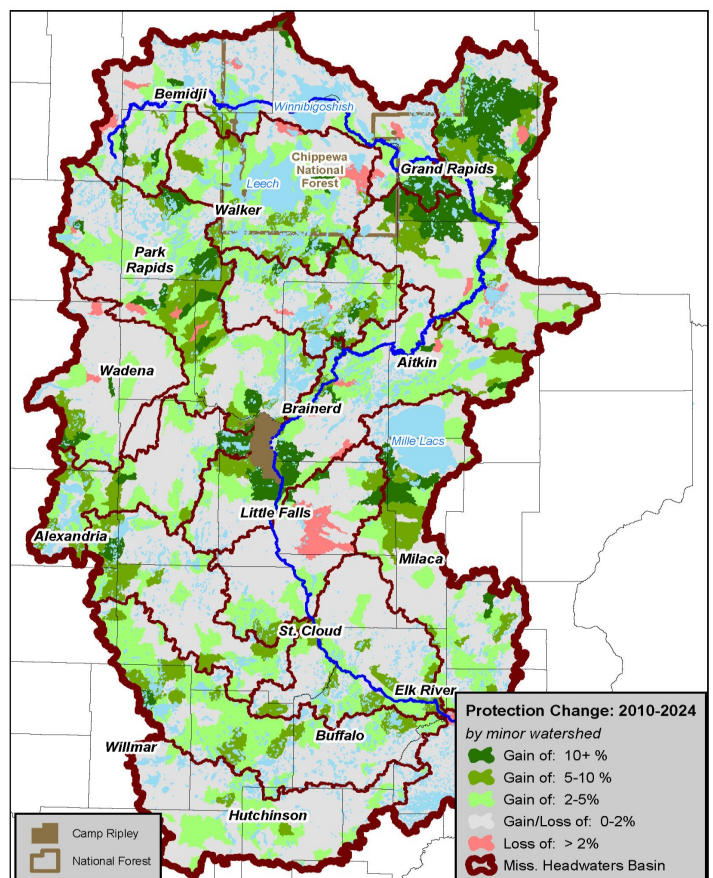 Bemidji
Winnibigoshish
Chippewa
National
Forest
Grand Rapids
Leech
Walker
Park
Rapids
Aitkin
Wadena
Brainerd
Mille Lacs
Little Falls
Alexandria
Milaca
St. Cloud
Elk River
Buffalo
Willmar
Hutchinson
Protection Change: 2010-2024
by minor watershed
Gain of: 10+ %
Gain of: 5-10 %
Gain of: 2-5%
Gain/Loss of: 0-2%
Loss of: > 2%
Miss. Headwaters Basin
Camp Ripley
National Forest